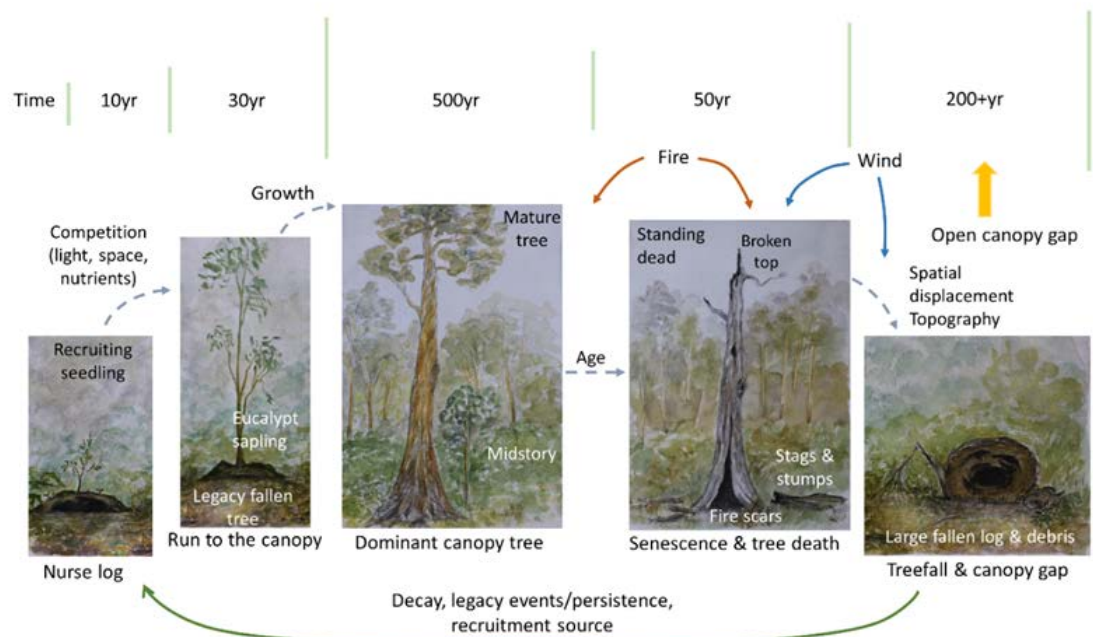 Time
10yr
30yr
500yr
50yr
200+yr
Fire
Wind
Open canopy gap
Growth
Competition
(light, space,
nutrients)
Mature
tree
Standing
dead
Broken
top
Spatial
displacement
Topography
Recruiting
seedling
Age
Eucalypt
sapling
Midstory
Stags &
stumps
Legacy fallen
tree
Fire scars
Large fallen log & debris
Nurse log
Run to the canopy
Dominant canopy tree
Senescence & tree death
Treefall & canopy gap
Decay, legacy events/persistence,
recruitment source